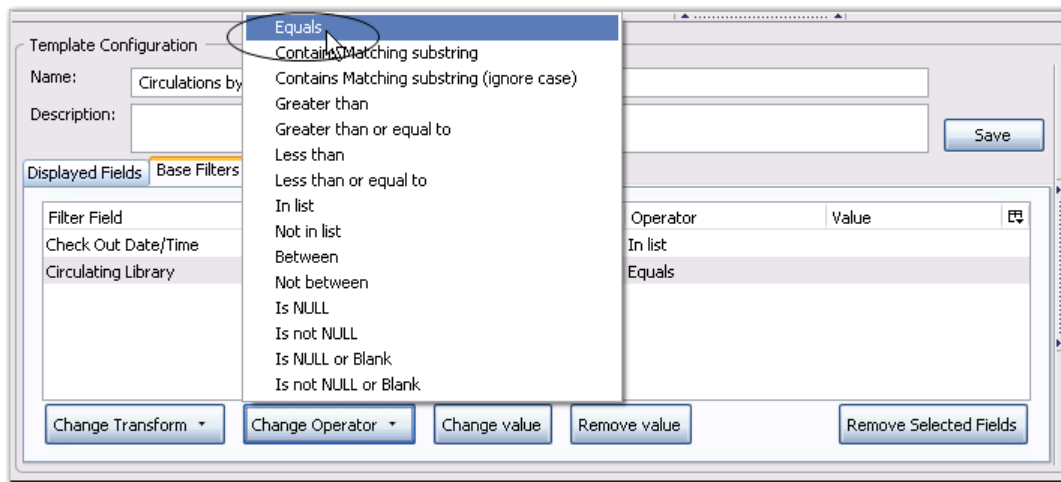 Equals
Contains Matching substring
Contains Matching substring (ignore case)
Greater than
Greater than or equal to
Less than
Less than or equal to
In list
Not in list
Between
Not between
Is NULL
Is not NULL
Is NULL or Blank
Is not NULL or Blank
Template Configuration
Name: Circulations by
Description:
Save
Displayed Fields Base Filters
Filter Field Operator Value
Check Out Date/Time In list
Circulating Library Equals
Change Transform Change Operator Change value Remove value Remove Selected Fields